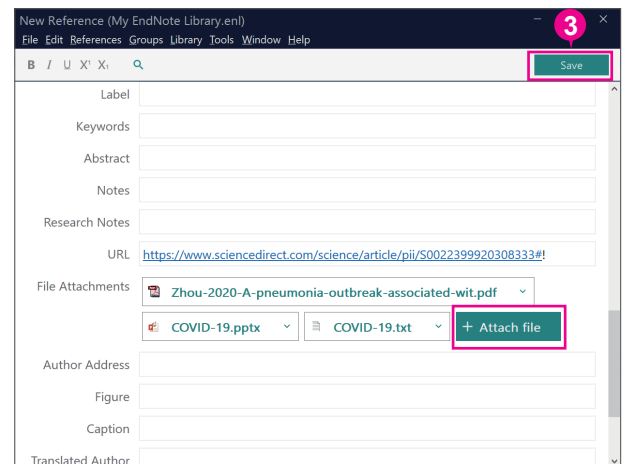 New Reference (My EndNote Library.enl)
3
File Edit References Groups Library Tools Window Help
B I U X¹ X₁ Save
Label
Keywords
Abstract
Notes
Research Notes
URL https://www.sciencedirect.com/science/article/pii/S0022399920308333#!
File Attachments Zhou-2020-A-pneumonia-outbreak-associated-wit.pdf
COVID-19.pptx COVID-19.txt + Attach file
Author Address
Figure
Caption
Translated Author